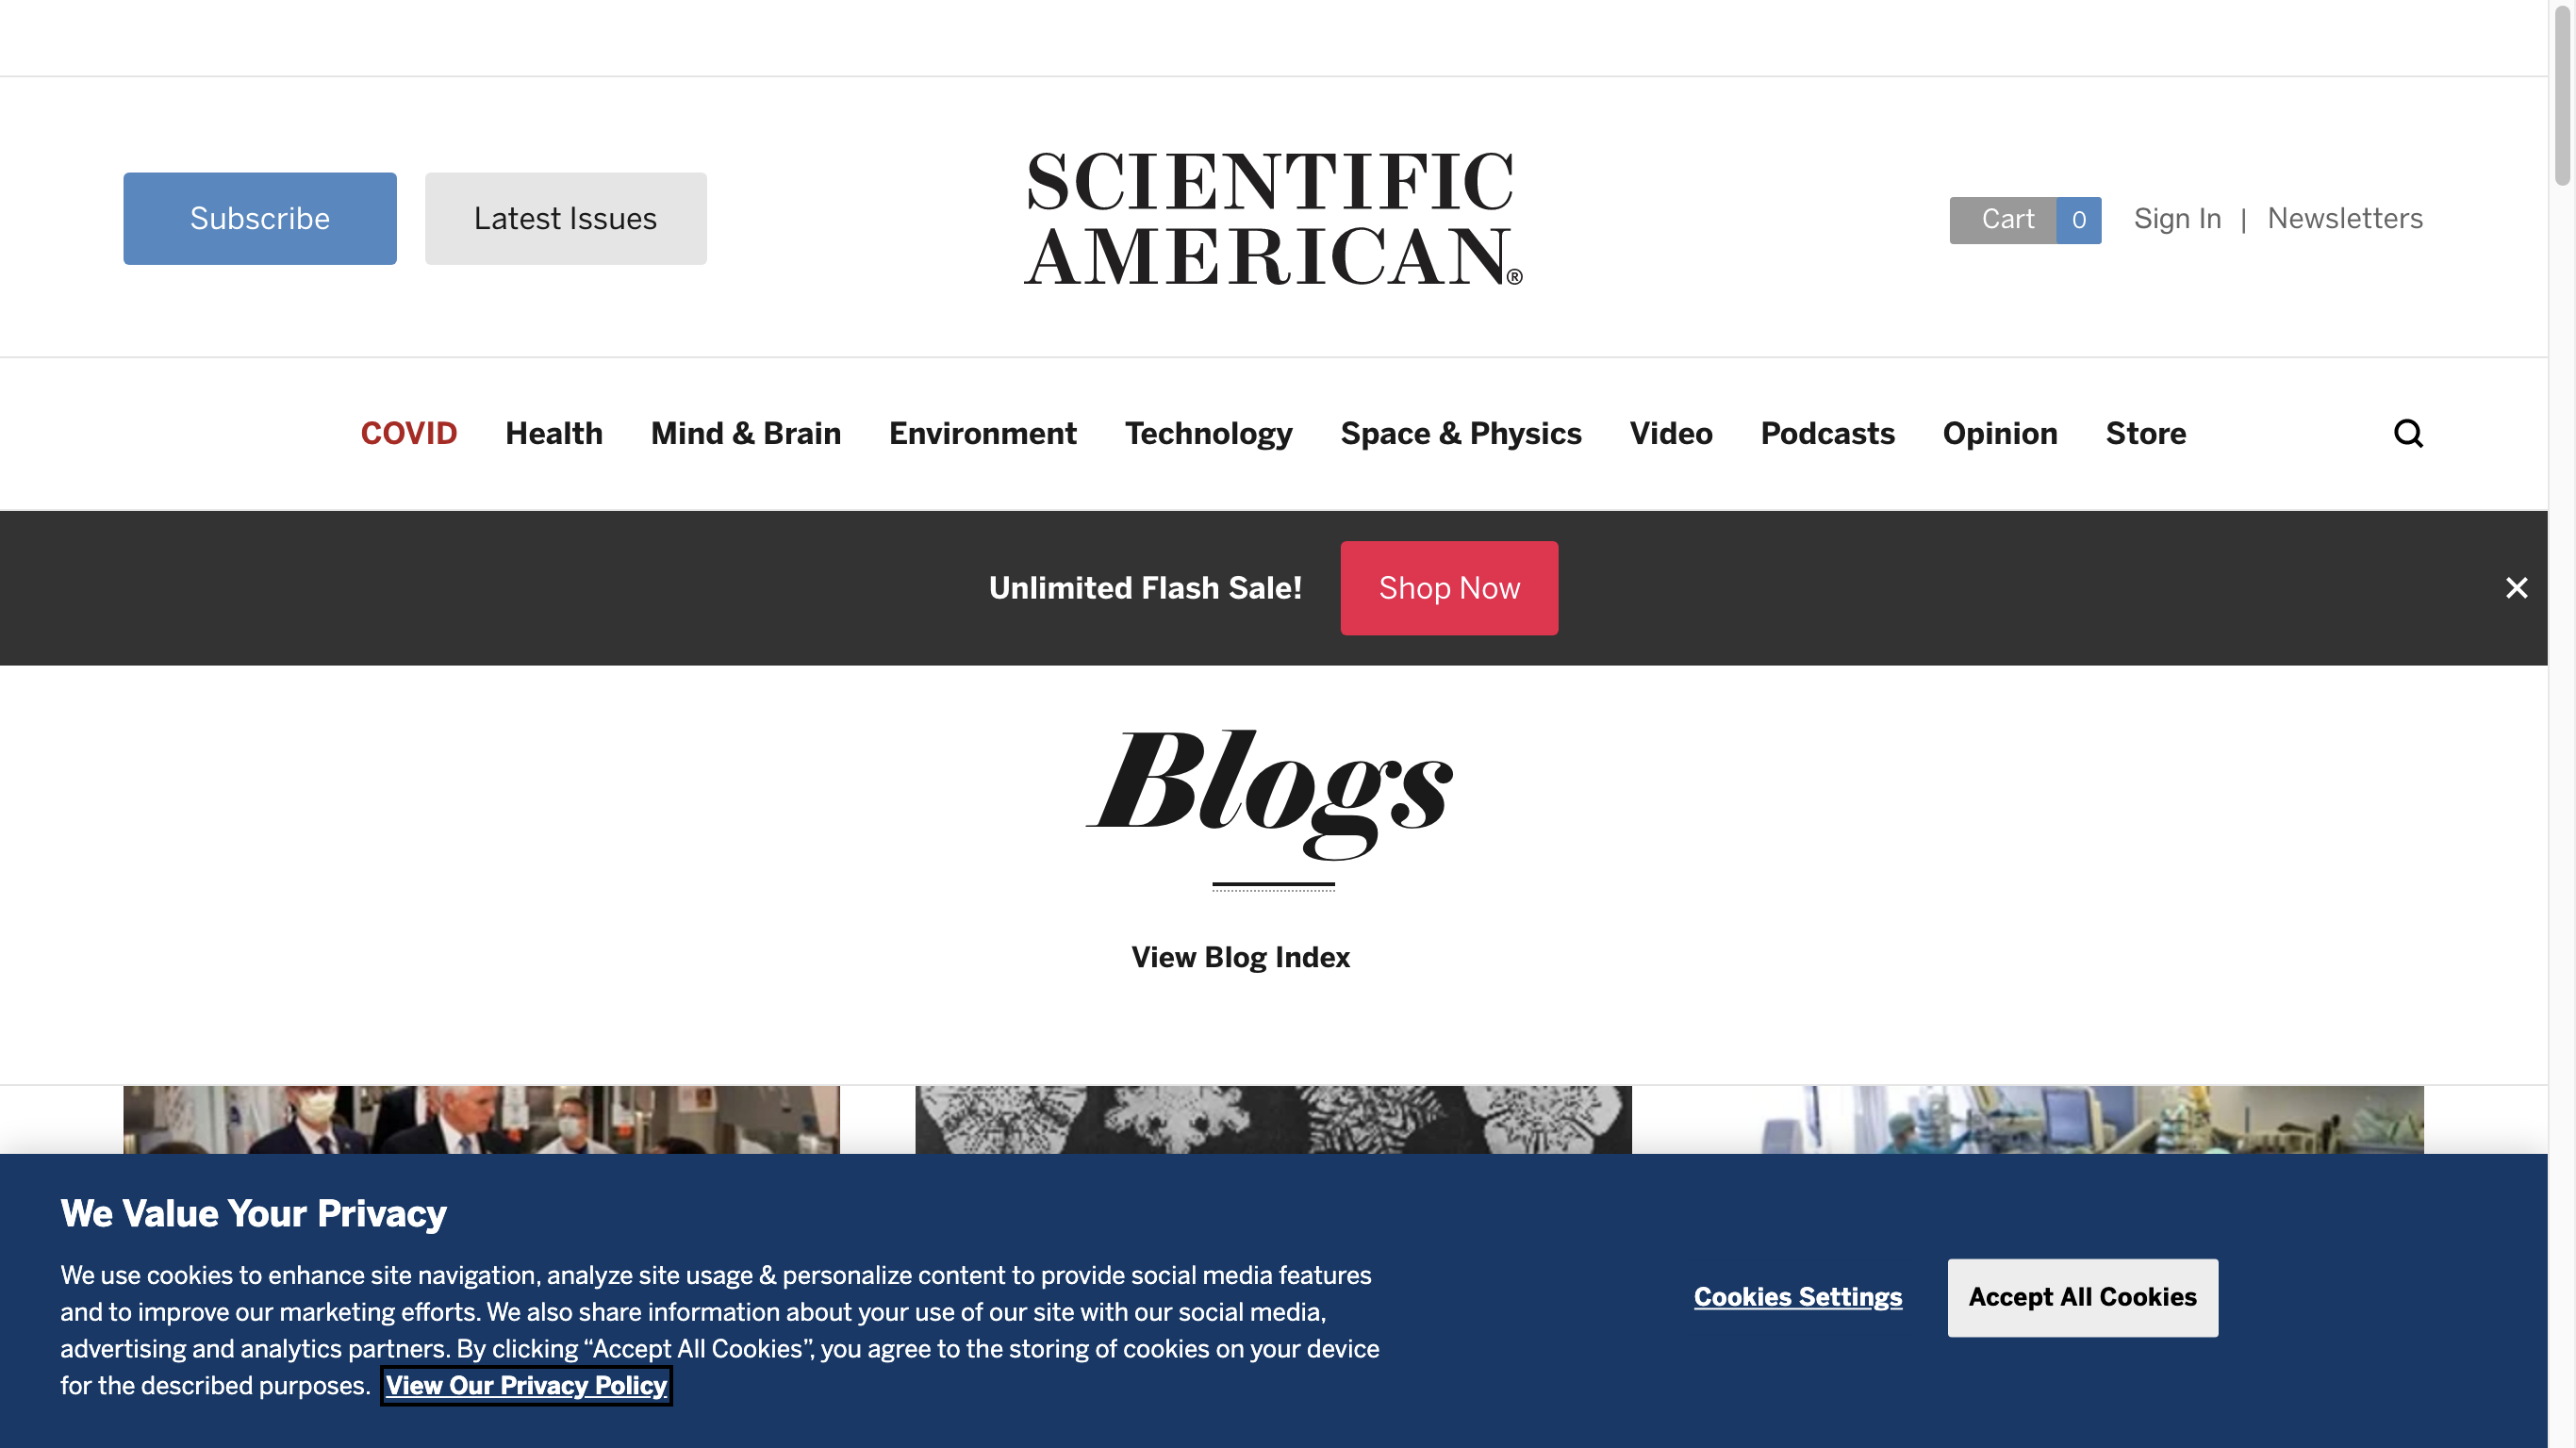 Subscribe
Latest Issues
SCIENTIFIC
AMERICAN®
Cart 0
Sign In | Newsletters
COVID Health Mind & Brain Environment Technology Space & Physics Video Podcasts Opinion Store
Unlimited Flash Sale! Shop Now
Blogs
View Blog Index
We Value Your Privacy
We use cookies to enhance site navigation, analyze site usage & personalize content to provide social media features
and to improve our marketing efforts. We also share information about your use of our site with our social media,
advertising and analytics partners. By clicking “Accept All Cookies”, you agree to the storing of cookies on your device
for the described purposes. View Our Privacy Policy
Cookies Settings
Accept All Cookies